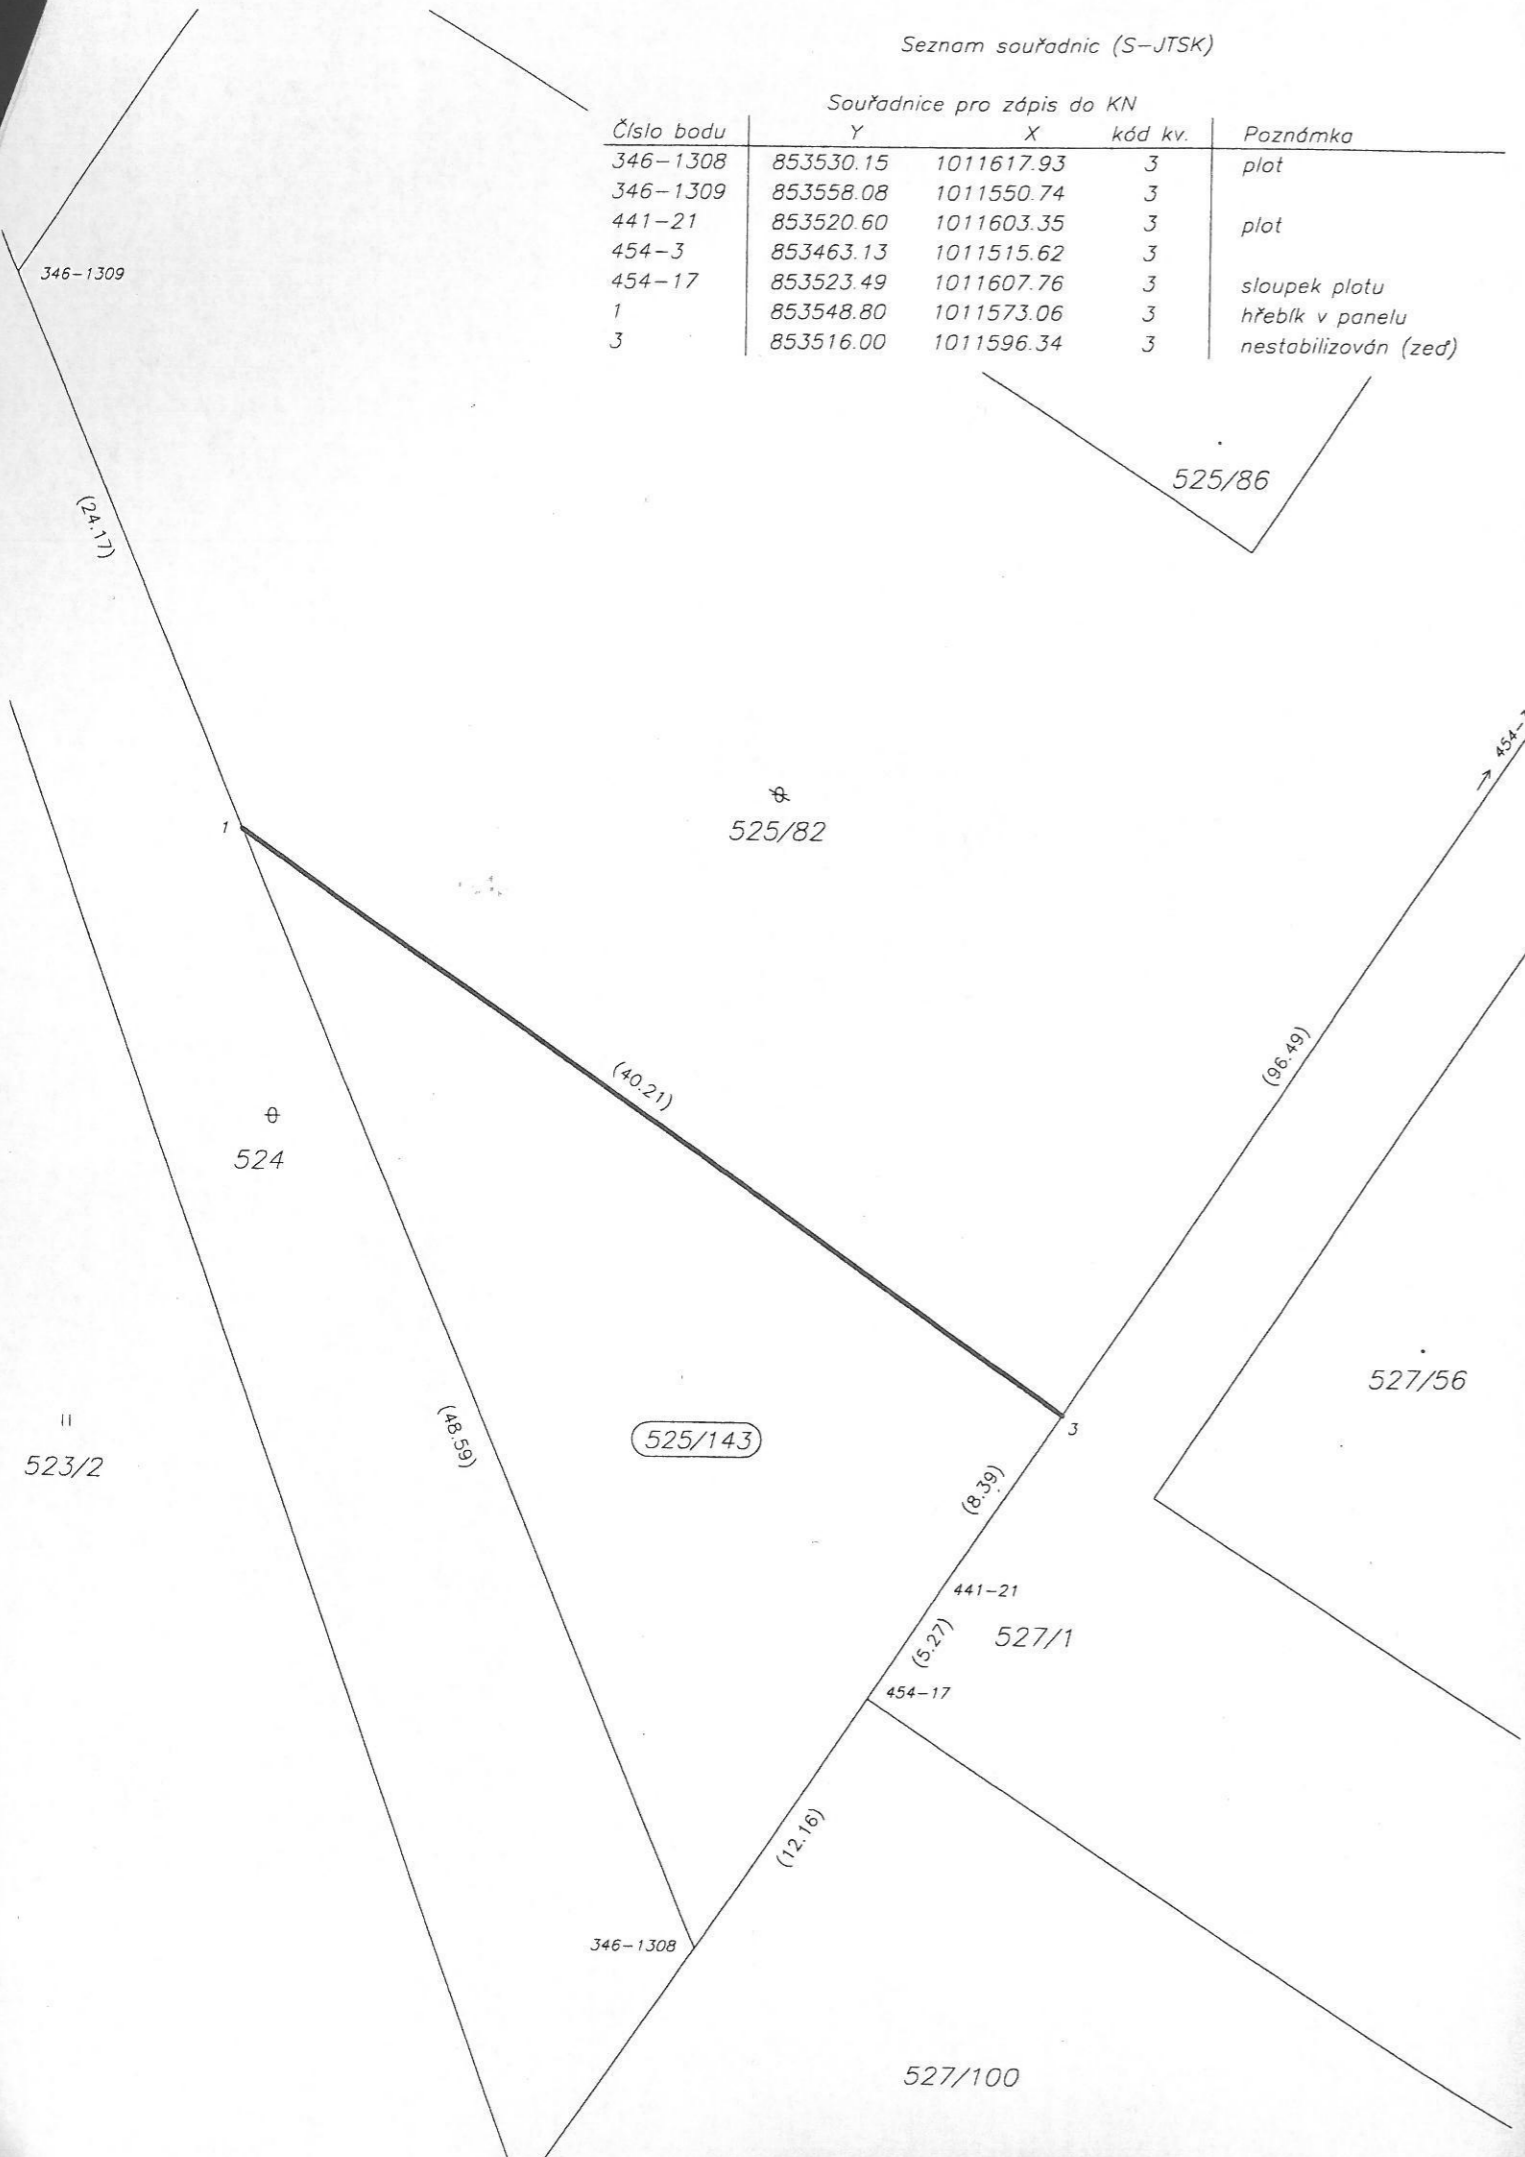 Seznam souřadnic (S-JTSK)
Souřadnice pro zápis do KN
Číslo bodu Y X kód kv. Poznámka
346-1308 853530.15 1011617.93 3 plot
346-1309 853558.08 1011550.74 3
441-21 853520.60 1011603.35 3 plot
454-3 853463.13 1011515.62 3
454-17 853523.49 1011607.76 3 sloupek plotu
1 853548.80 1011573.06 3 hřebík v panelu
3 853516.00 1011596.34 3 nestabilizován (zeď)
346-1309
525/86
(24.17)
454-
1
525/82
(96.49)
(40.21)
524
527/56
(48.59)
525/143
3
523/2
(8.39)
441-21
(5.27)
527/1
454-17
(12.16)
346-1308
527/100